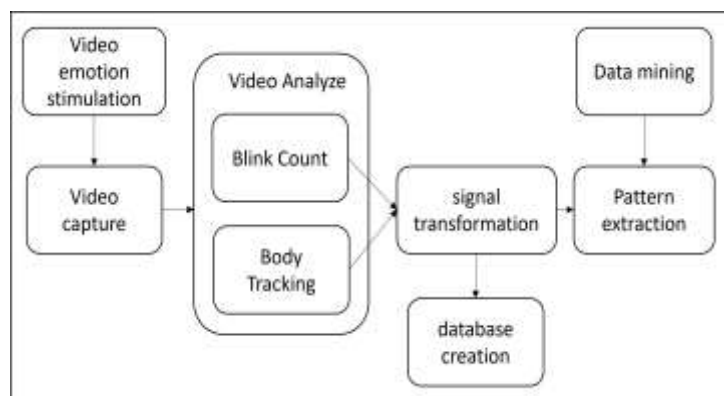 Video
emotion
stimulation
Video
capture
Video Analyze
Blink Count
Body
Tracking
signal
transformation
database
creation
Data mining
Pattern
extraction